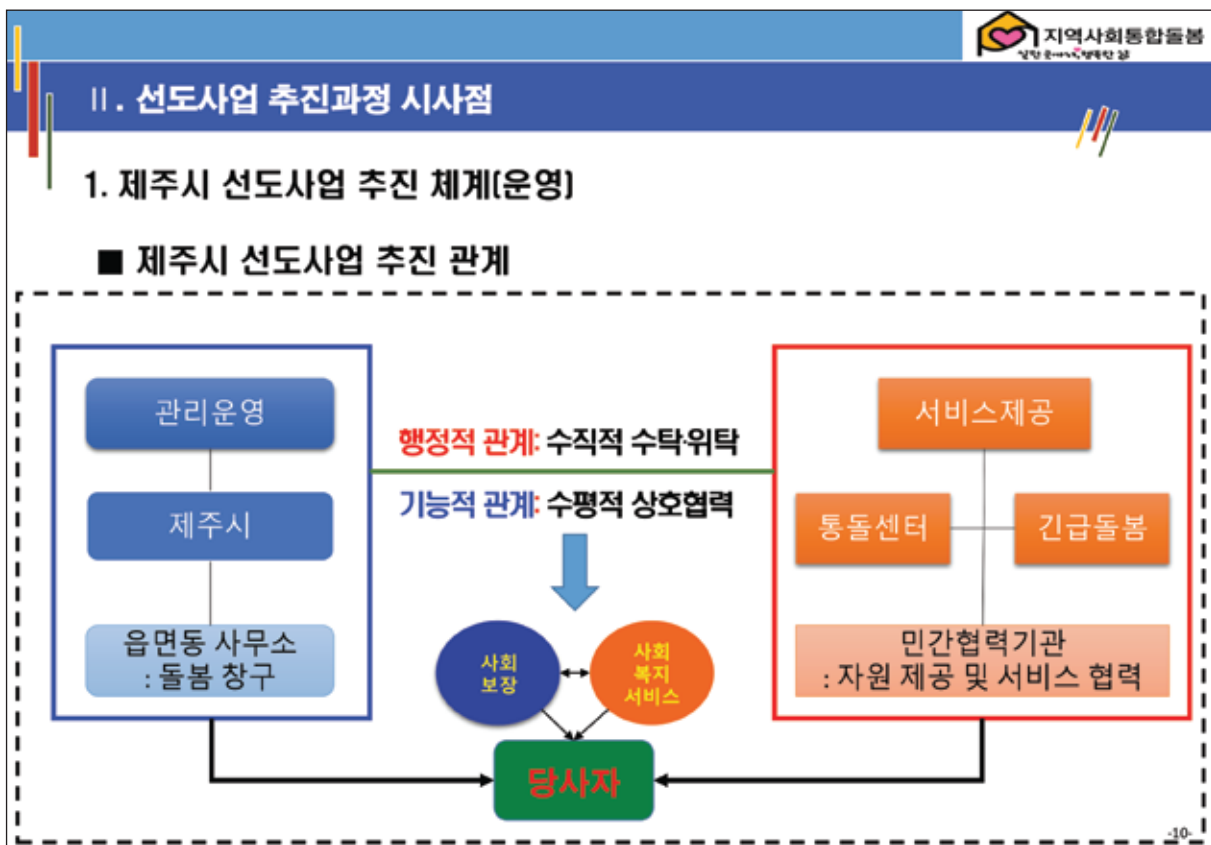 지역사회통합돌봄
Ⅱ. 선도사업 추진과정 시사점
1. 제주시 선도사업 추진 체계(운영)
■ 제주시 선도사업 추진 관계
관리운영
제주시
읍면동 사무소
: 돌봄 창구
행정적 관계: 수직적 수탁·위탁
기능적 관계: 수평적 상호협력
서비스제공
통돌센터
긴급돌봄
민간협력기관
: 자원 제공 및 서비스 협력
사회
보장
사회
복지
서비스
당사자
-10-